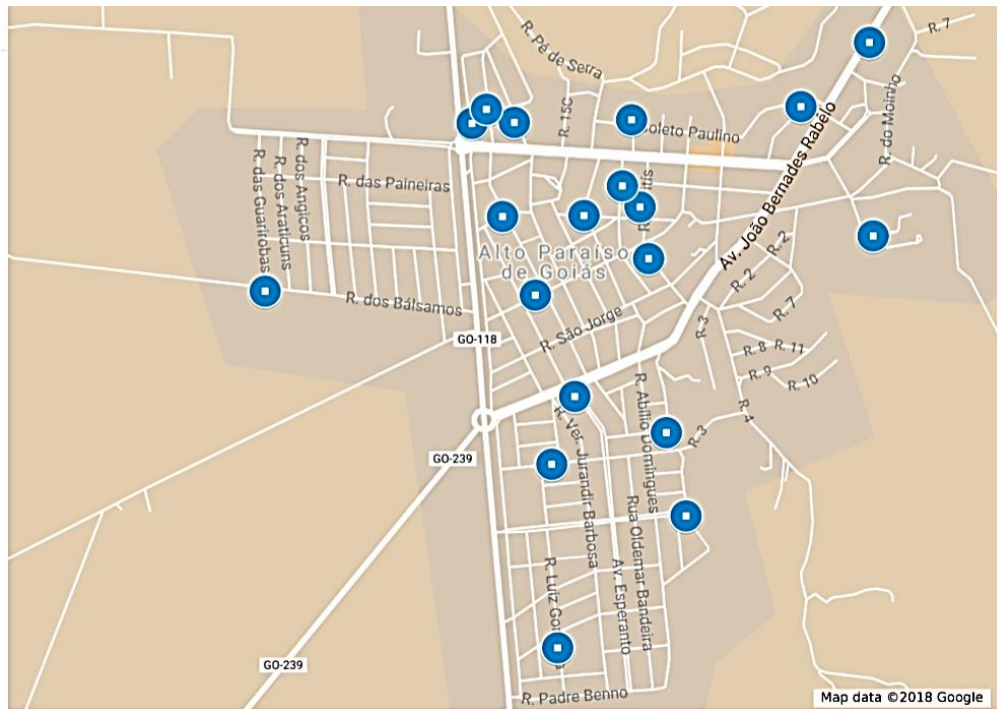 R. 7
R. Pé de Serra
R. 15C
oleto Paulino
R. do Moinho
R. das Guarirobas
R. dos Araticuns
R. dos Angicos
R. das Paineiras
Av. João Bernades Rabêlo
Alto Paraíso
de Goiás
R. 2
R. 2
R. 7
R. dos Bálsamos
R. São Jorge
GO-118
R. 3
R. 8
R. 11
R. 9
R. 10
R. 4
R. Abílio Domingues
R. 3
R. Ver. Jurandir Barbosa
GO-239
Rua Oldemar Bandeira
Av. Esperanto
R. Luiz Gon
GO-239
R. Padre Benno
Map data ©2018 Google